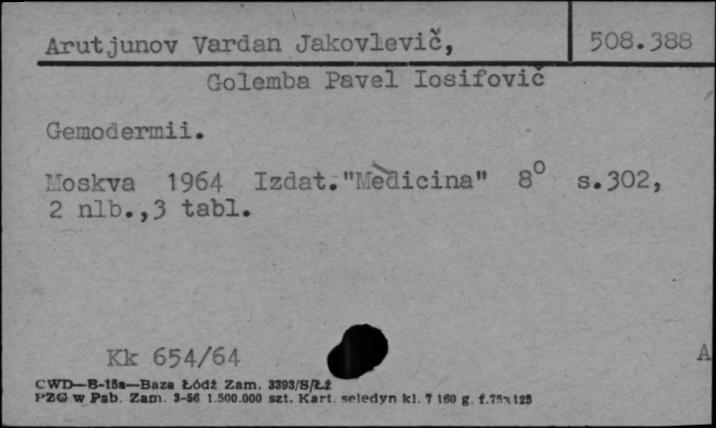 Arutjunov Vardan Jakovlevič, 508.388
Golemba Pavel Iosifovič
Gemodermii.
Moskva 1964 Izdat."Medicina" 8° s.302,
2 nlb.,3 tabl.
Kk 654/64 A
CWD—B-15a—Baza Łódź Zam. 3393/S/Łź
PZG w Pab. Zam. 3-56 1.500.000 szt. Kart. seledyn kl. 7 160 g. f.75x125